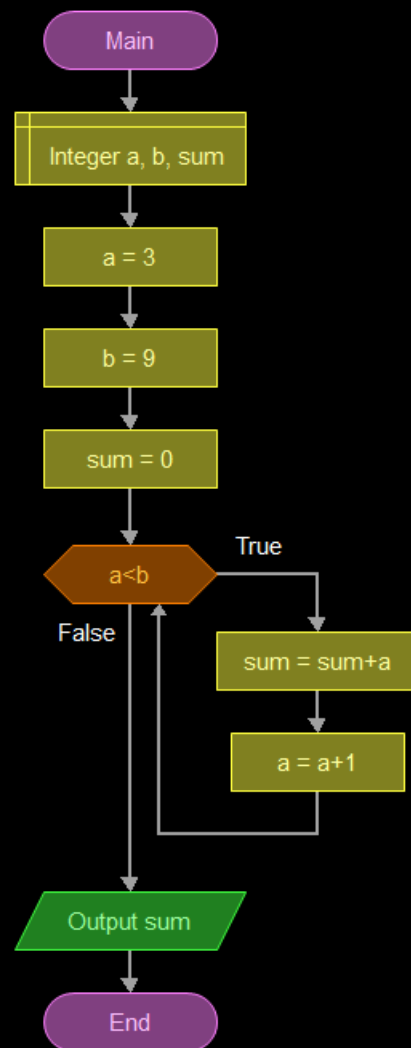 Main
Integer a, b, sum
a = 3
b = 9
sum = 0
a<b
True
False
sum = sum+a
a = a+1
Output sum
End